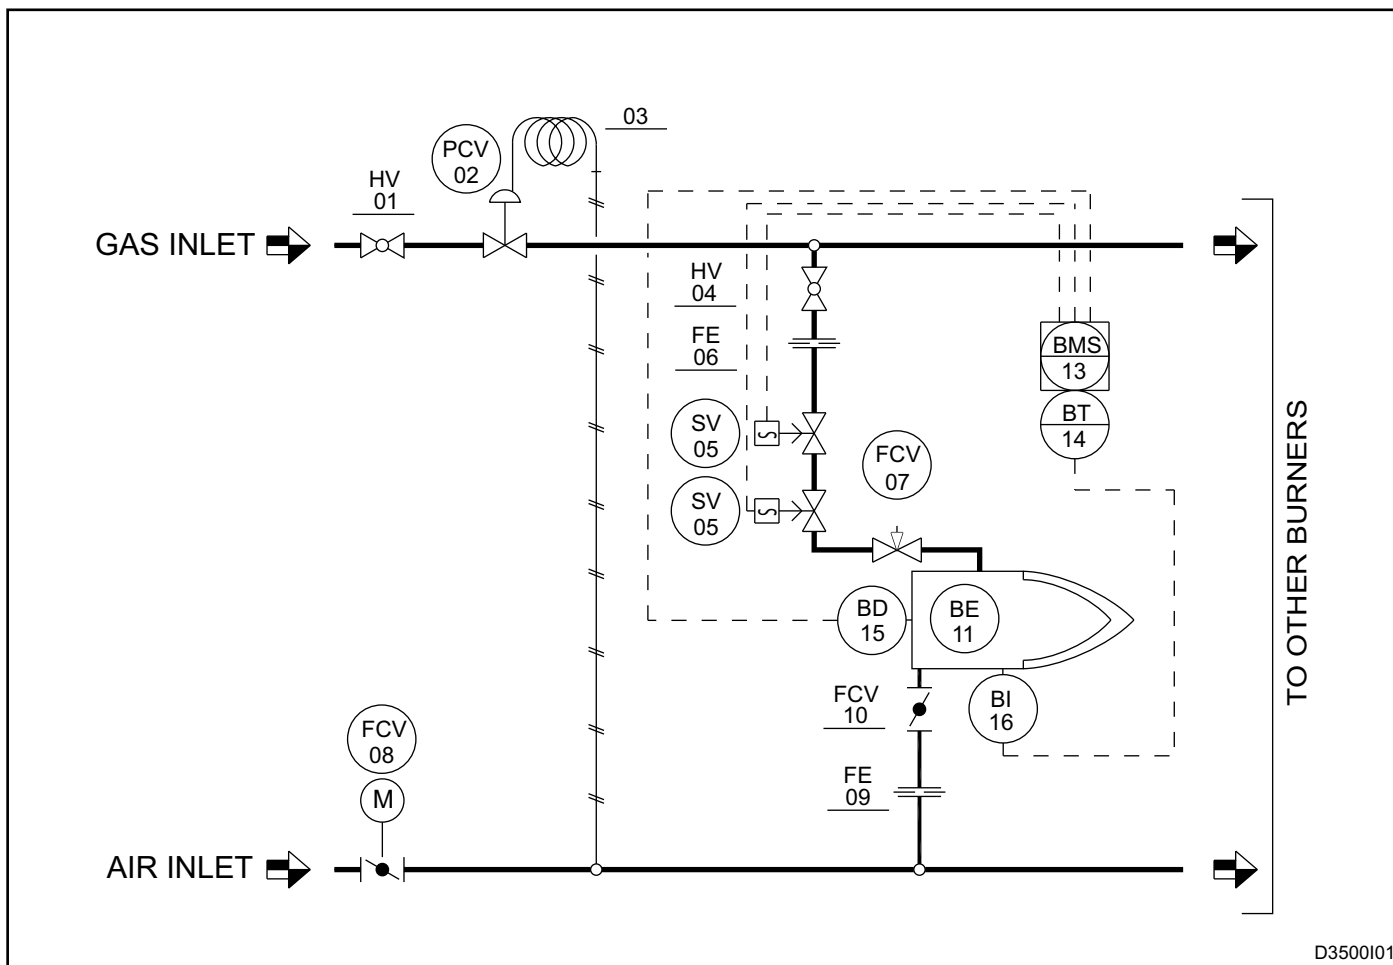 03
PCV
02
HV
01
GAS INLET
HV
04
FE
06
BMS
13
BT
14
SV
05
FCV
07
SV
05
BD
15
BE
11
TO OTHER BURNERS
FCV
10
BI
16
FCV
08
M
FE
09
AIR INLET
D3500I01